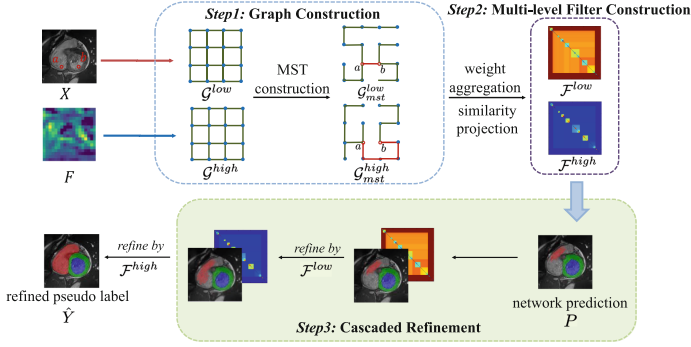 Step1: Graph Construction
Step2: Multi-level Filter Construction
X
F
G^low
G^high
MST
construction
a b
G^low_mst
a b
G^high_mst
weight
aggregation
similarity
projection
F^low
F^high
refine by
F^high
refine by
F^low
refined pseudo label
Ŷ
network prediction
P
Step3: Cascaded Refinement